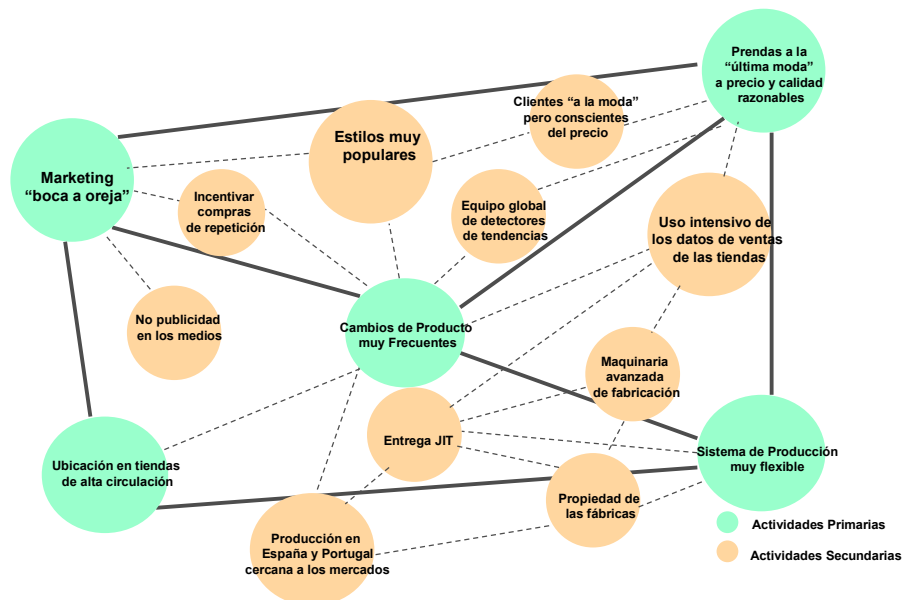 Prendas a la
“última moda”
a precio y calidad
razonables
Clientes “a la moda”
pero conscientes
del precio
Estilos muy
populares
Marketing
“boca a oreja”
Incentivar
compras
de repetición
Equipo global
de detectores
de tendencias
Uso intensivo de
los datos de ventas
de las tiendas
No publicidad
en los medios
Cambios de Producto
muy Frecuentes
Maquinaria
avanzada
de fabricación
Entrega JIT
Ubicación en tiendas
de alta circulación
Sistema de Producción
muy flexible
Propiedad de
las fábricas
Producción en
España y Portugal
cercana a los mercados
Actividades Primarias
Actividades Secundarias